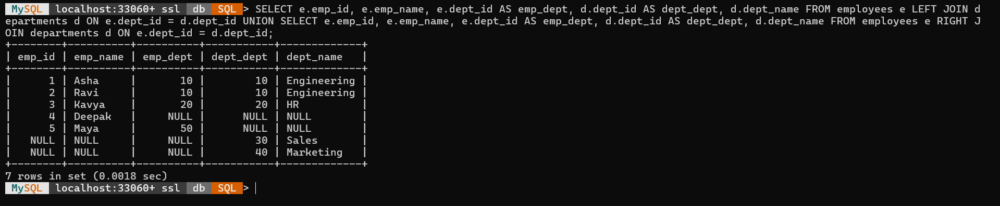 MySQL localhost:33060+ ssl db SQL > SELECT e.emp_id, e.emp_name, e.dept_id AS emp_dept, d.dept_id AS dept_dept, d.dept_name FROM employees e LEFT JOIN d
epartments d ON e.dept_id = d.dept_id UNION SELECT e.emp_id, e.emp_name, e.dept_id AS emp_dept, d.dept_id AS dept_dept, d.dept_name FROM employees e RIGHT J
OIN departments d ON e.dept_id = d.dept_id;
+--------+----------+----------+-----------+-------------+
| emp_id | emp_name | emp_dept | dept_dept | dept_name   |
+--------+----------+----------+-----------+-------------+
|      1 | Asha     |       10 |        10 | Engineering |
|      2 | Ravi     |       10 |        10 | Engineering |
|      3 | Kavya    |       20 |        20 | HR          |
|      4 | Deepak   |     NULL |      NULL | NULL        |
|      5 | Maya     |       50 |      NULL | NULL        |
|   NULL | NULL     |     NULL |        30 | Sales       |
|   NULL | NULL     |     NULL |        40 | Marketing   |
+--------+----------+----------+-----------+-------------+
7 rows in set (0.0018 sec)
MySQL localhost:33060+ ssl db SQL >